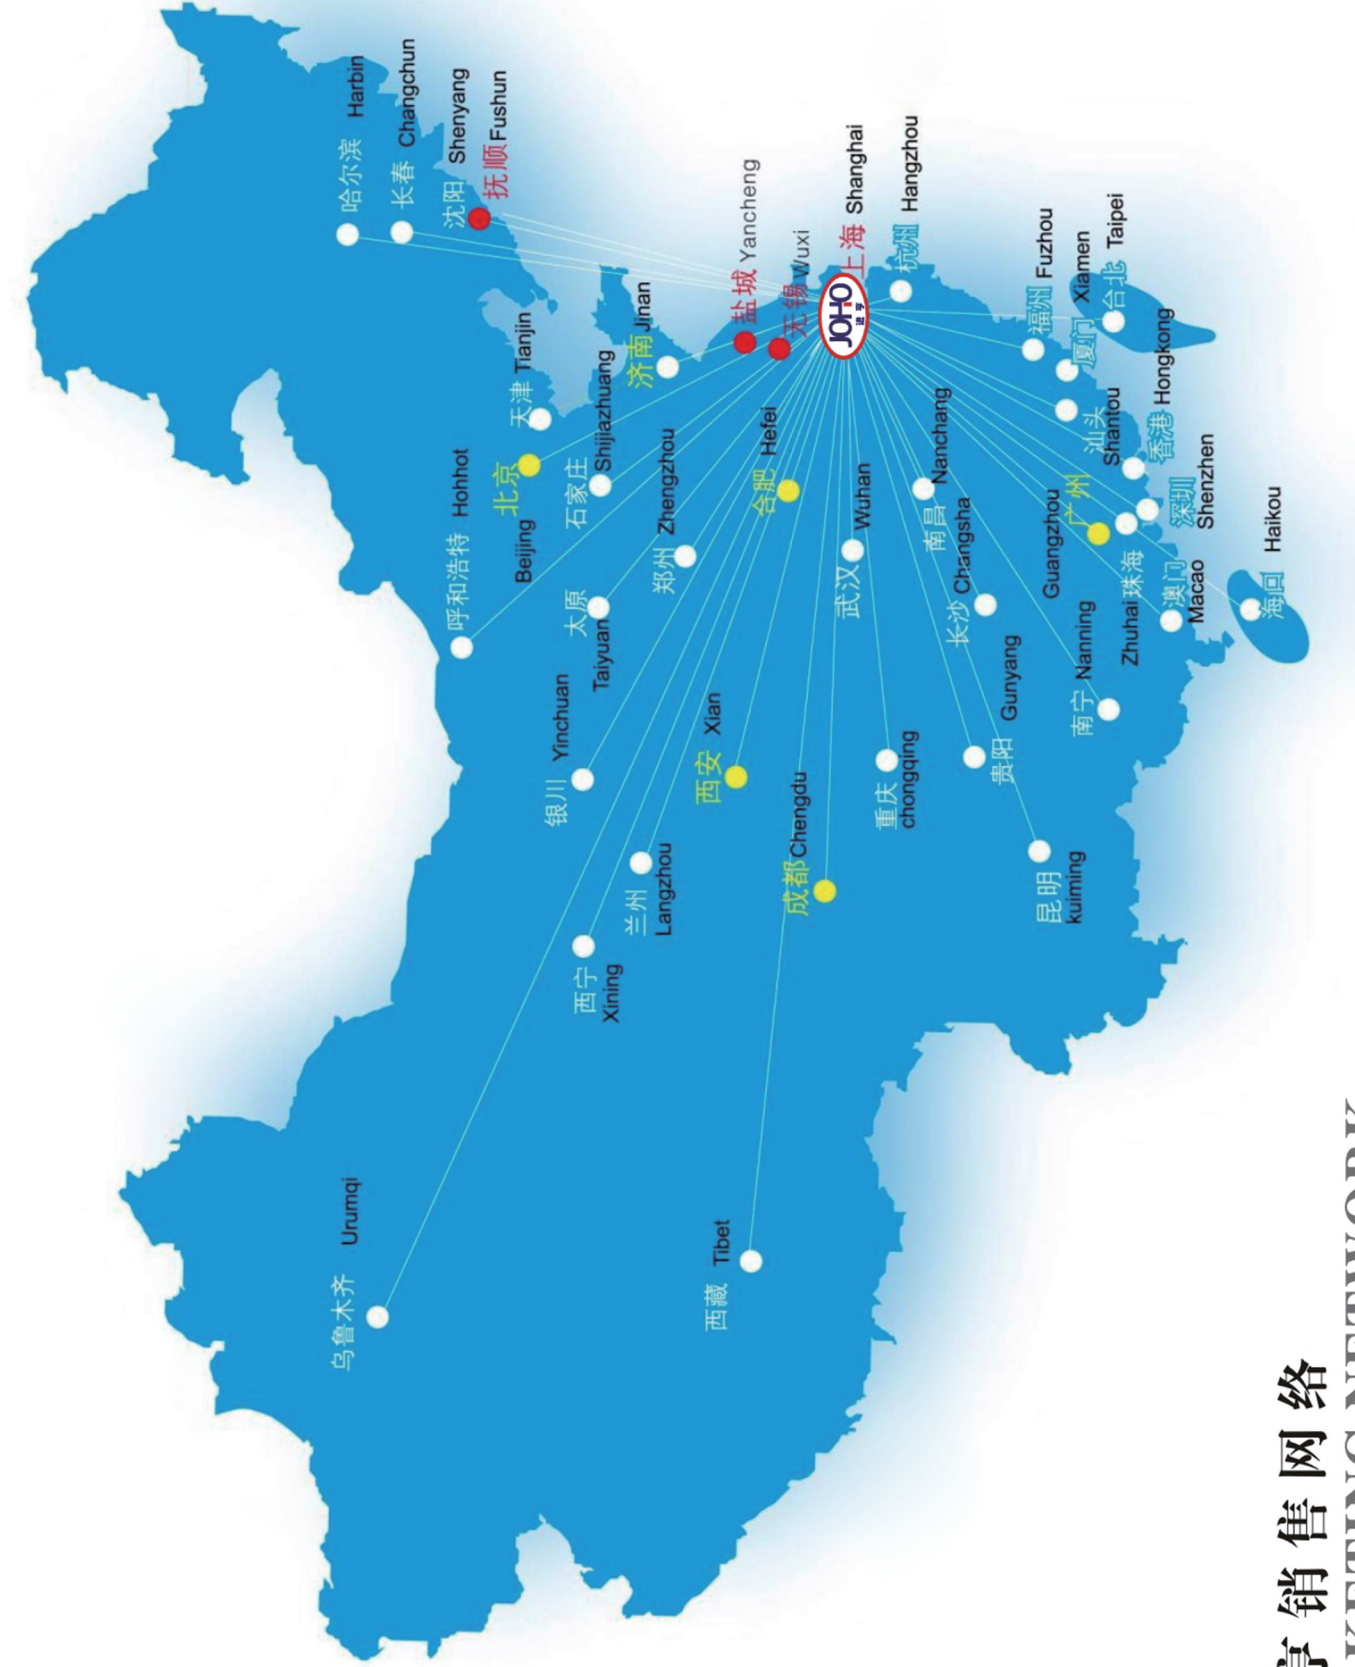 哈尔滨 Harbin
长春 Changchun
沈阳 Shenyang
抚顺 Fushun
呼和浩特 Hohhot
北京
Beijing
天津 Tianjin
石家庄
Shijiazhuang
济南 Jinan
太原
Taiyuan
郑州 Zhengzhou
盐城 Yancheng
无锡 Wuxi
上海 Shanghai
JOHO
进亨
杭州 Hangzhou
合肥 Hefei
银川 Yinchuan
西安 Xian
兰州
Langzhou
西宁
Xining
乌鲁木齐 Urumqi
西藏 Tibet
成都 Chengdu
重庆
chongqing
武汉 Wuhan
南昌 Nanchang
长沙 Changsha
贵阳 Gunyang
昆明
kuiming
南宁 Nanning
福州 Fuzhou
厦门 Xiamen
台北 Taipei
汕头
Shantou
香港 Hongkong
深圳
Shenzhen
广州
Guangzhou
珠海
Zhuhai
澳门
Macao
海口 Haikou
亨销售网络
KETING NETWORK